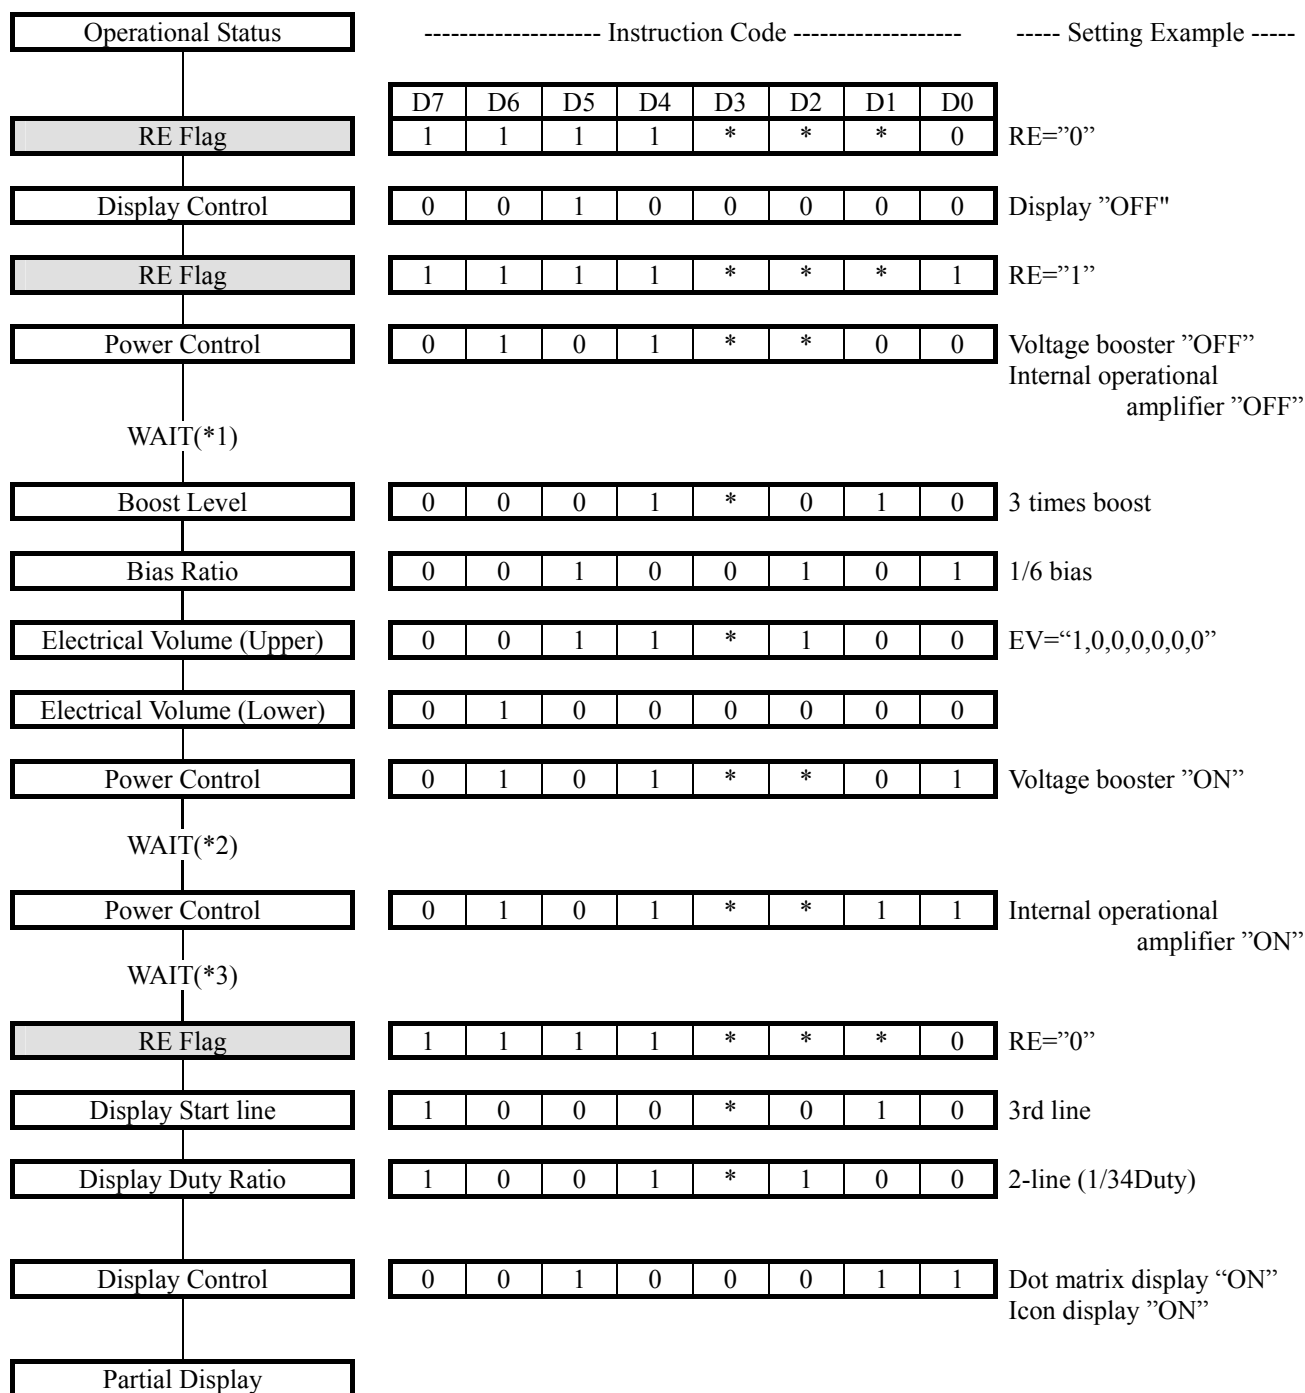 Operational Status -------------------- Instruction Code ------------------- ----- Setting Example -----
D7 D6 D5 D4 D3 D2 D1 D0
RE Flag 1 1 1 1 * * * 0 RE=”0”
Display Control 0 0 1 0 0 0 0 0 Display ”OFF"
RE Flag 1 1 1 1 * * * 1 RE=”1”
Power Control 0 1 0 1 * * 0 0 Voltage booster ”OFF”
Internal operational
amplifier ”OFF”
WAIT(*1)
Boost Level 0 0 0 1 * 0 1 0 3 times boost
Bias Ratio 0 0 1 0 0 1 0 1 1/6 bias
Electrical Volume (Upper) 0 0 1 1 * 1 0 0 EV=“1,0,0,0,0,0,0”
Electrical Volume (Lower) 0 1 0 0 0 0 0 0
Power Control 0 1 0 1 * * 0 1 Voltage booster ”ON”
WAIT(*2)
Power Control 0 1 0 1 * * 1 1 Internal operational
amplifier ”ON”
WAIT(*3)
RE Flag 1 1 1 1 * * * 0 RE=”0”
Display Start line 1 0 0 0 * 0 1 0 3rd line
Display Duty Ratio 1 0 0 1 * 1 0 0 2-line (1/34Duty)
Display Control 0 0 1 0 0 0 1 1 Dot matrix display “ON”
Icon display ”ON”
Partial Display